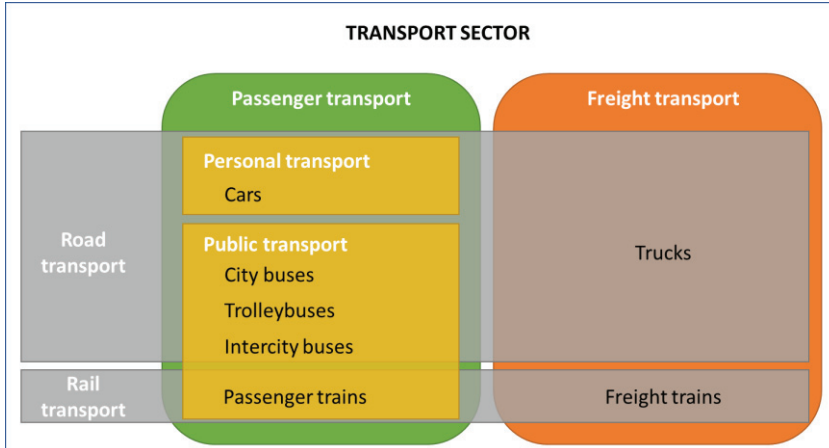 TRANSPORT SECTOR
Passenger transport
Freight transport
Personal transport
Cars
Road
transport
Public transport
City buses
Trolleybuses
Intercity buses
Trucks
Rail
transport
Passenger trains
Freight trains